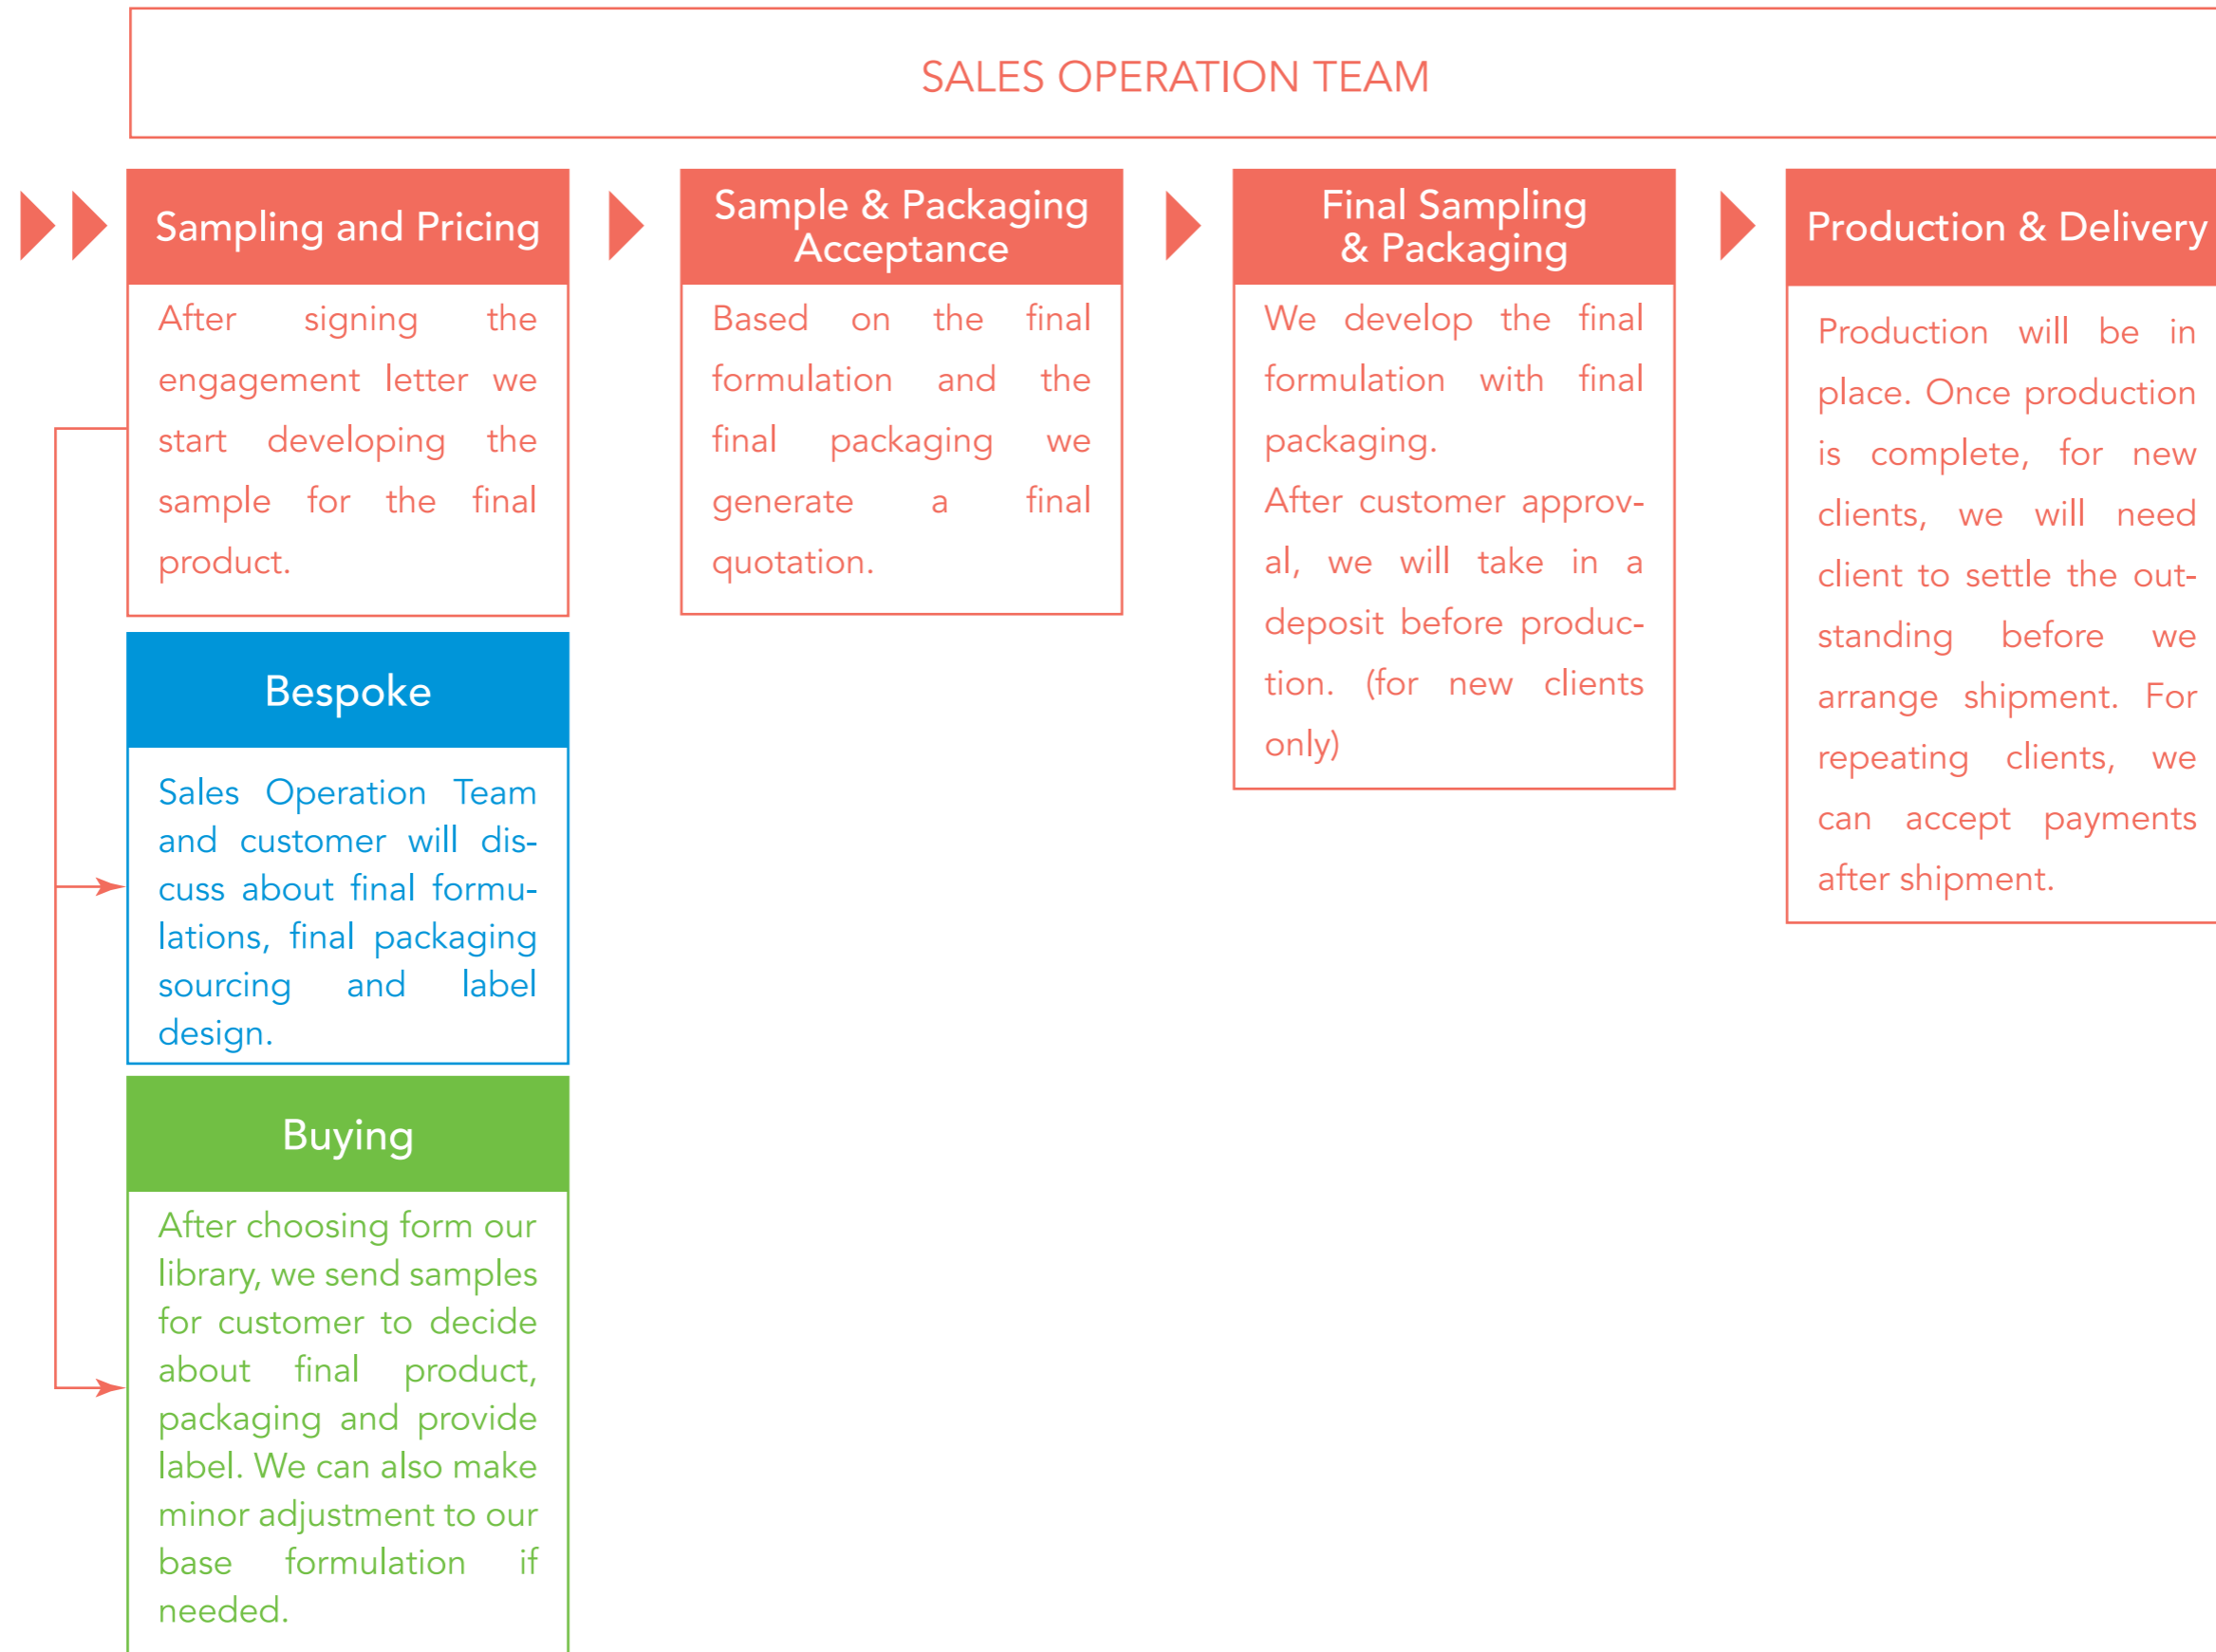 SALES OPERATION TEAM
Sampling and Pricing
After signing the
engagement letter we
start developing the
sample for the final
product.
Bespoke
Sales Operation Team
and customer will dis-
cuss about final formu-
lations, final packaging
sourcing and label
design.
Buying
After choosing form our
library, we send samples
for customer to decide
about final product,
packaging and provide
label. We can also make
minor adjustment to our
base formulation if
needed.
Sample & Packaging
Acceptance
Based on the final
formulation and the
final packaging we
generate a final
quotation.
Final Sampling
& Packaging
We develop the final
formulation with final
packaging.
After customer approv-
al, we will take in a
deposit before produc-
tion. (for new clients
only)
Production & Delivery
Production will be in
place. Once production
is complete, for new
clients, we will need
client to settle the out-
standing before we
arrange shipment. For
repeating clients, we
can accept payments
after shipment.